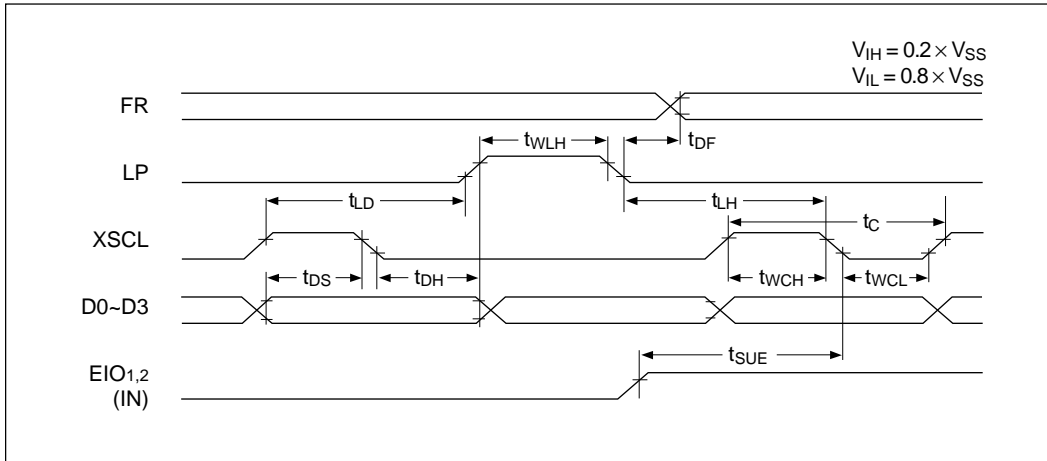 VIH = 0.2 × VSS
VIL = 0.8 × VSS
FR
tWLH
tDF
LP
tLD
tLH
tC
XSCL
tDS
tDH
tWCH
tWCL
D0~D3
tSUE
EIO1,2
(IN)